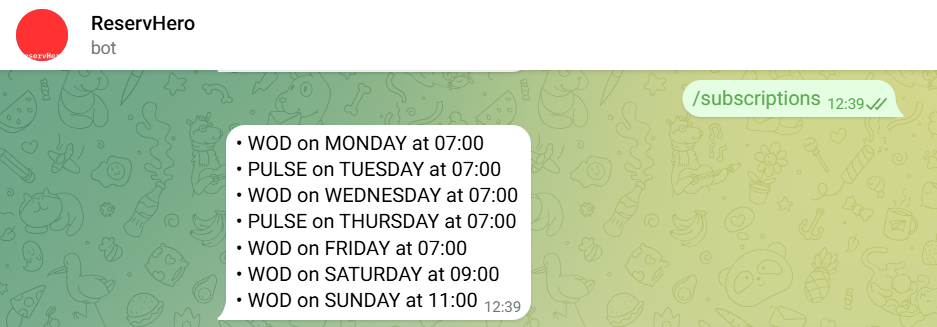 ReservHero
bot
/subscriptions 12:39
• WOD on MONDAY at 07:00
• PULSE on TUESDAY at 07:00
• WOD on WEDNESDAY at 07:00
• PULSE on THURSDAY at 07:00
• WOD on FRIDAY at 07:00
• WOD on SATURDAY at 09:00
• WOD on SUNDAY at 11:00 12:39